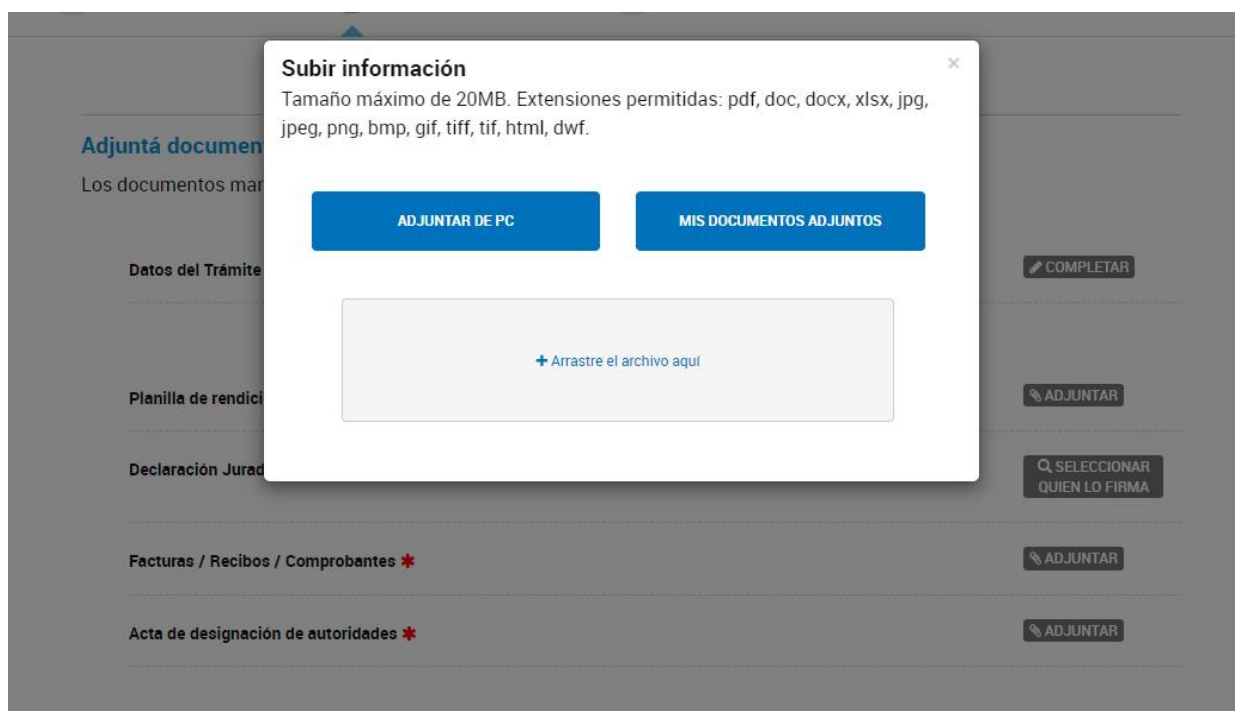 Subir información
×
Tamaño máximo de 20MB. Extensiones permitidas: pdf, doc, docx, xlsx, jpg,
jpeg, png, bmp, gif, tiff, tif, html, dwf.
Adjuntá documen
Los documentos mar
ADJUNTAR DE PC
MIS DOCUMENTOS ADJUNTOS
Datos del Trámite
COMPLETAR
+ Arrastre el archivo aquí
Planilla de rendici
ADJUNTAR
Declaración Jurad
SELECCIONAR
QUIEN LO FIRMA
Facturas / Recibos / Comprobantes *
ADJUNTAR
Acta de designación de autoridades *
ADJUNTAR